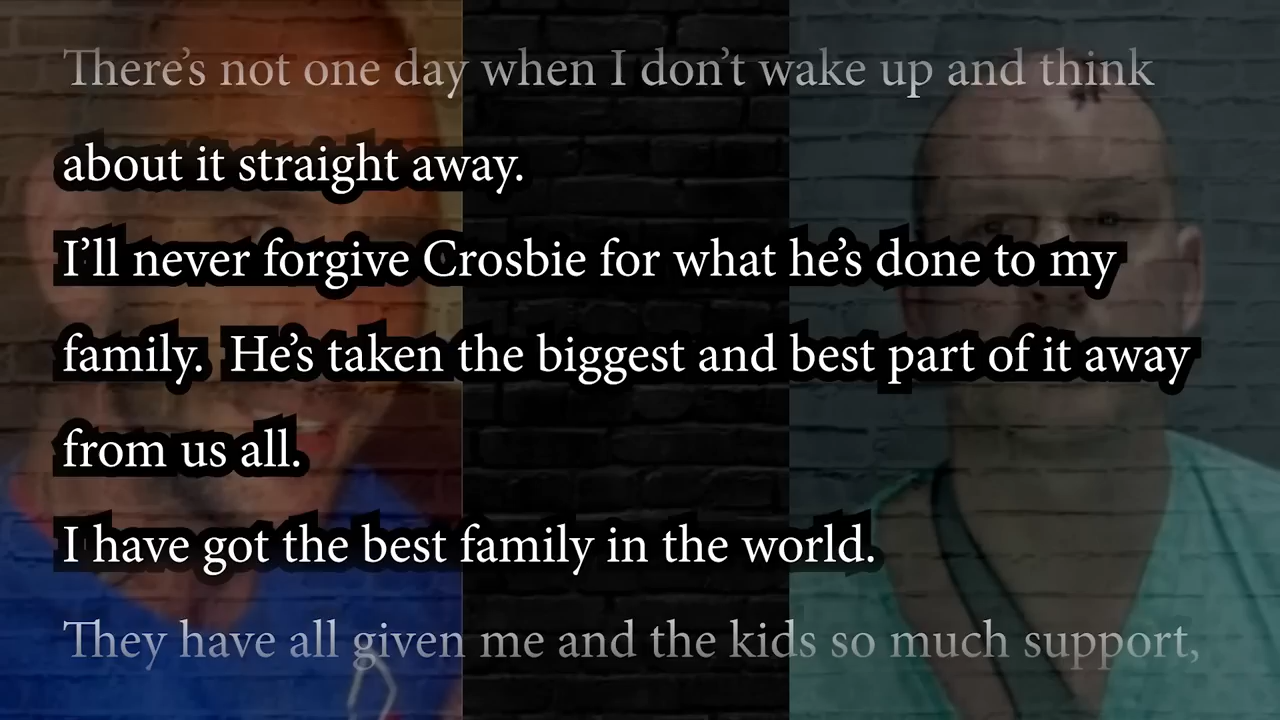 There’s not one day when I don’t wake up and think
about it straight away.
I’ll never forgive Crosbie for what he’s done to my
family.  He’s taken the biggest and best part of it away
from us all.
I have got the best family in the world.
They have all given me and the kids so much support,